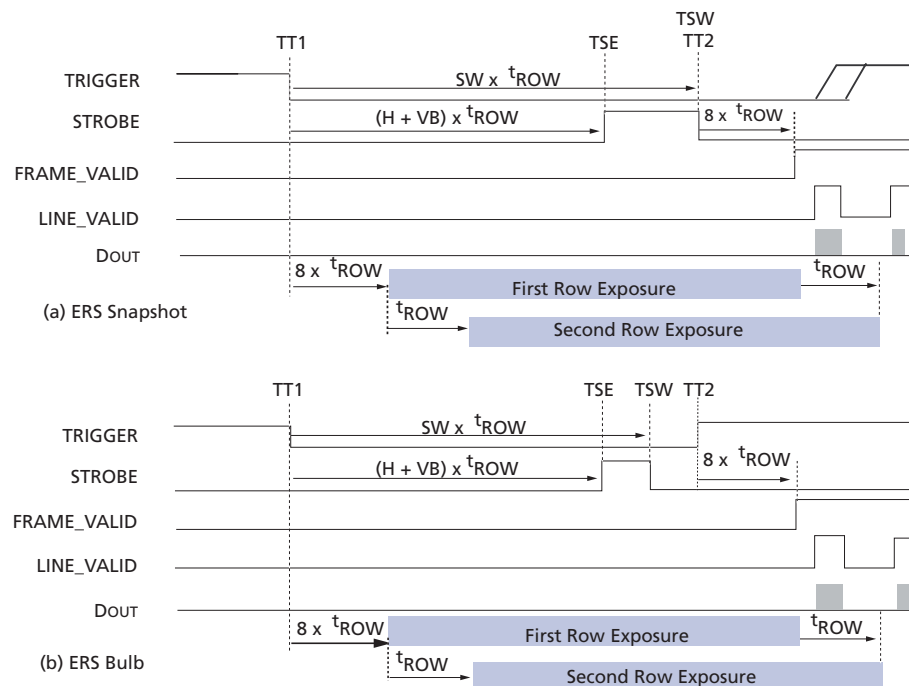 TSW
TT1 TSE TT2
TRIGGER SW x tROW
STROBE (H + VB) x tROW 8 x tROW
FRAME_VALID
LINE_VALID
DOUT
8 x tROW First Row Exposure tROW
(a) ERS Snapshot tROW Second Row Exposure
TT1 TSE TSW TT2
TRIGGER SW x tROW
STROBE (H + VB) x tROW 8 x tROW
FRAME_VALID
LINE_VALID
DOUT
8 x tROW First Row Exposure tROW
(b) ERS Bulb tROW Second Row Exposure